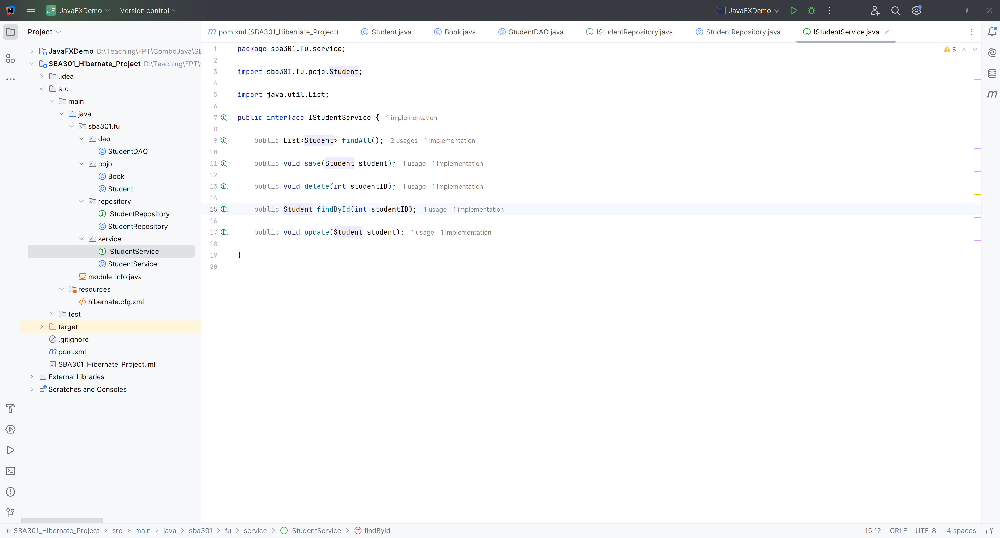 JF JavaFXDemo Version control JavaFXDemo
Project
pom.xml (SBA301_Hibernate_Project) Student.java Book.java StudentDAO.java IStudentRepository.java StudentRepository.java IStudentService.java
JavaFXDemo D:\Teaching\FPT\ComboJava\SE
SBA301_Hibernate_Project D:\Teaching\FPT\
.idea
src
main
java
sba301.fu
dao
StudentDAO
pojo
Book
Student
repository
IStudentRepository
StudentRepository
service
IStudentService
StudentService
module-info.java
resources
hibernate.cfg.xml
test
target
.gitignore
pom.xml
SBA301_Hibernate_Project.iml
External Libraries
Scratches and Consoles
5
1 package sba301.fu.service;
2
3 import sba301.fu.pojo.Student;
4
5 import java.util.List;
6
7 public interface IStudentService { 1 implementation
8
9 public List<Student> findAll(); 2 usages 1 implementation
10
11 public void save(Student student); 1 usage 1 implementation
12
13 public void delete(int studentID); 1 usage 1 implementation
14
15 public Student findById(int studentID); 1 usage 1 implementation
16
17 public void update(Student student); 1 usage 1 implementation
18
19 }
20
SBA301_Hibernate_Project > src > main > java > sba301 > fu > service > IStudentService > findById 15:12 CRLF UTF-8 4 spaces